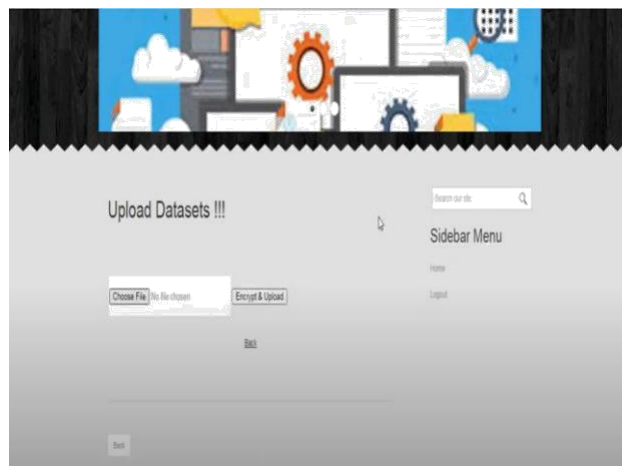 Upload Datasets !!!
Choose File No file chosen Encrypt & Upload
Back
Back
Search our site:
Sidebar Menu
Home
Logout